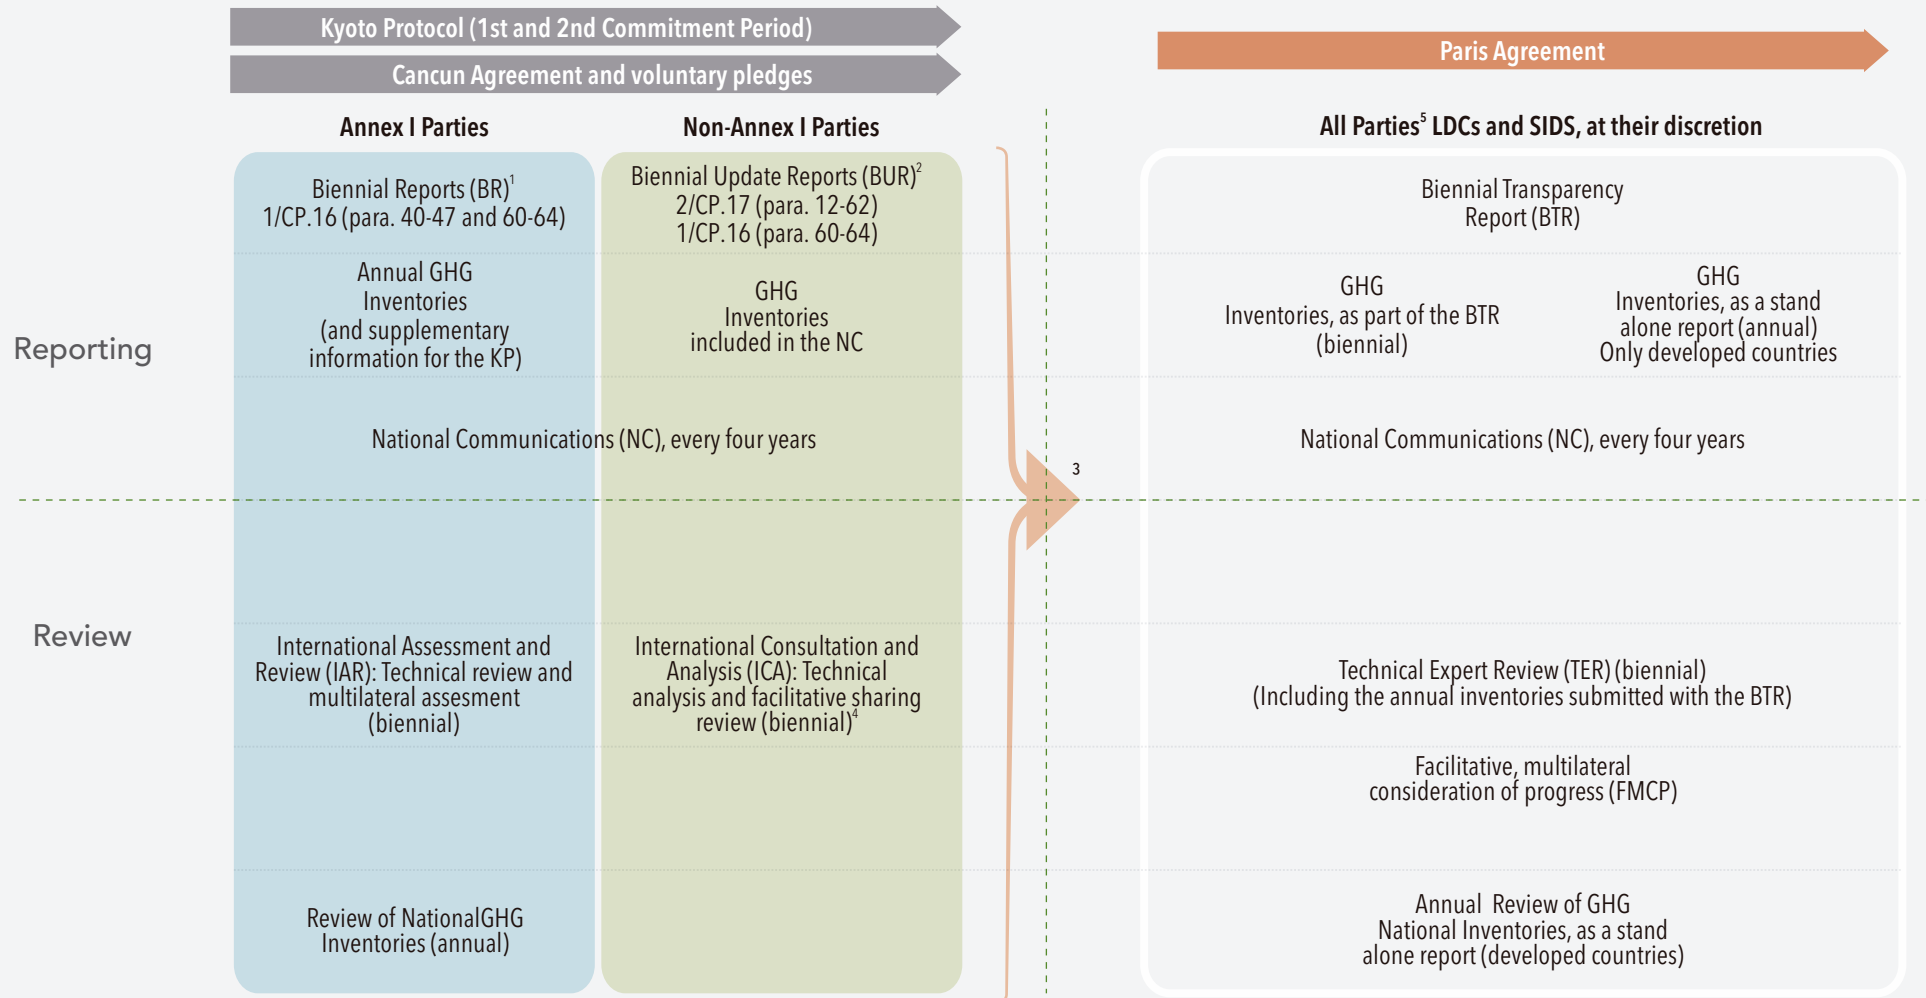 Kyoto Protocol (1st and 2nd Commitment Period)
Cancun Agreement and voluntary pledges
Paris Agreement
Annex I Parties
Non-Annex I Parties
All Parties⁵ LDCs and SIDS, at their discretion
Reporting
Biennial Reports (BR)¹
1/CP.16 (para. 40-47 and 60-64)
Biennial Update Reports (BUR)²
2/CP.17 (para. 12-62)
1/CP.16 (para. 60-64)
Biennial Transparency
Report (BTR)
Annual GHG
Inventories
(and supplementary
information for the KP)
GHG
Inventories
included in the NC
GHG
Inventories, as part of the BTR
(biennial)
GHG
Inventories, as a stand
alone report (annual)
Only developed countries
National Communications (NC), every four years
National Communications (NC), every four years
3
Review
International Assessment and
Review (IAR): Technical review and
multilateral assesment
(biennial)
International Consultation and
Analysis (ICA): Technical
analysis and facilitative sharing
review (biennial)⁴
Technical Expert Review (TER) (biennial)
(Including the annual inventories submitted with the BTR)
Facilitative, multilateral
consideration of progress (FMCP)
Review of NationalGHG
Inventories (annual)
Annual Review of GHG
National Inventories, as a stand
alone report (developed countries)